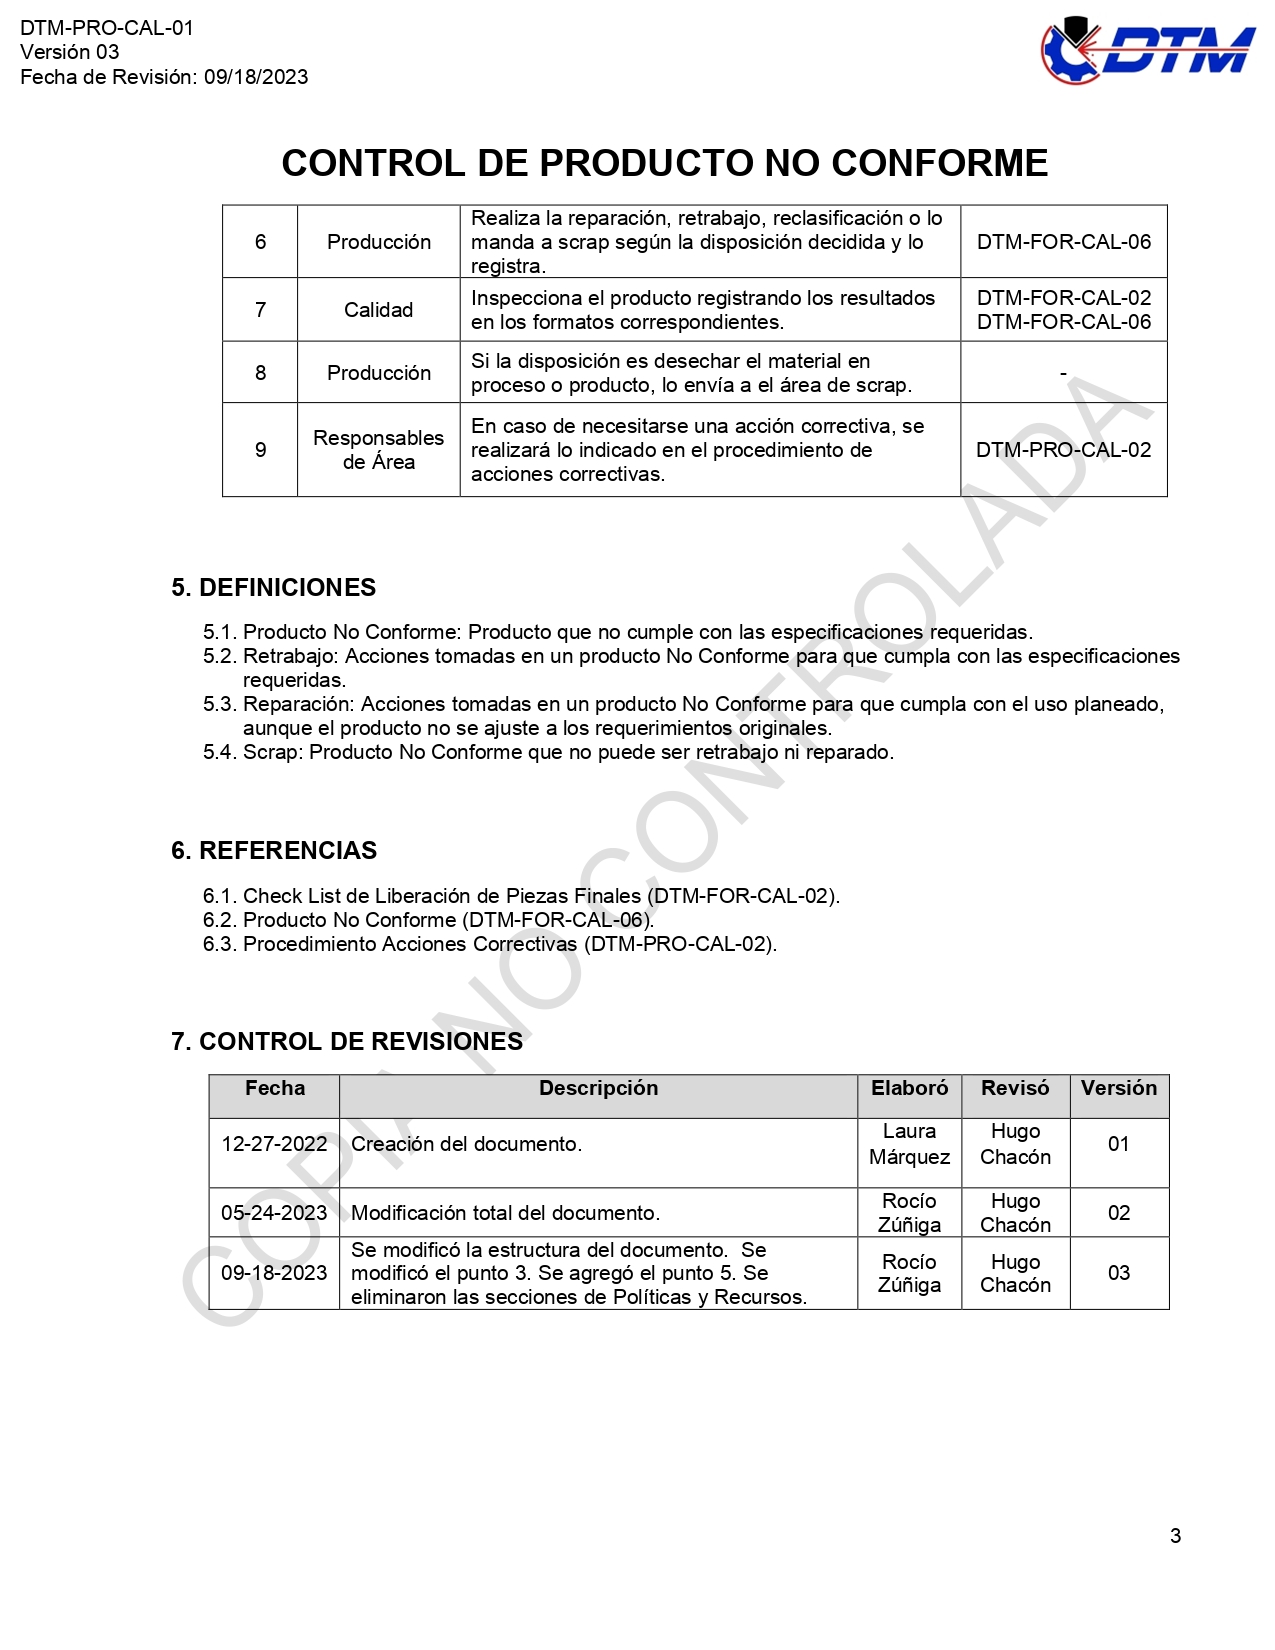 DTM-PRO-CAL-01
Versión 03
Fecha de Revisión: 09/18/2023
DTM
CONTROL DE PRODUCTO NO CONFORME
6
Producción
Realiza la reparación, retrabajo, reclasificación o lo
manda a scrap según la disposición decidida y lo
registra.
DTM-FOR-CAL-06
7
Calidad
Inspecciona el producto registrando los resultados
en los formatos correspondientes.
DTM-FOR-CAL-02
DTM-FOR-CAL-06
8
Producción
Si la disposición es desechar el material en
proceso o producto, lo envía a el área de scrap.
-
9
Responsables
de Área
En caso de necesitarse una acción correctiva, se
realizará lo indicado en el procedimiento de
acciones correctivas.
DTM-PRO-CAL-02
5. DEFINICIONES
5.1. Producto No Conforme: Producto que no cumple con las especificaciones requeridas.
5.2. Retrabajo: Acciones tomadas en un producto No Conforme para que cumpla con las especificaciones
requeridas.
5.3. Reparación: Acciones tomadas en un producto No Conforme para que cumpla con el uso planeado,
aunque el producto no se ajuste a los requerimientos originales.
5.4. Scrap: Producto No Conforme que no puede ser retrabajo ni reparado.
6. REFERENCIAS
6.1. Check List de Liberación de Piezas Finales (DTM-FOR-CAL-02).
6.2. Producto No Conforme (DTM-FOR-CAL-06).
6.3. Procedimiento Acciones Correctivas (DTM-PRO-CAL-02).
7. CONTROL DE REVISIONES
Fecha
Descripción
Elaboró
Revisó
Versión
12-27-2022
Creación del documento.
Laura
Márquez
Hugo
Chacón
01
05-24-2023
Modificación total del documento.
Rocío
Zúñiga
Hugo
Chacón
02
09-18-2023
Se modificó la estructura del documento.  Se
modificó el punto 3. Se agregó el punto 5. Se
eliminaron las secciones de Políticas y Recursos.
Rocío
Zúñiga
Hugo
Chacón
03
COPIA NO CONTROLADA
3